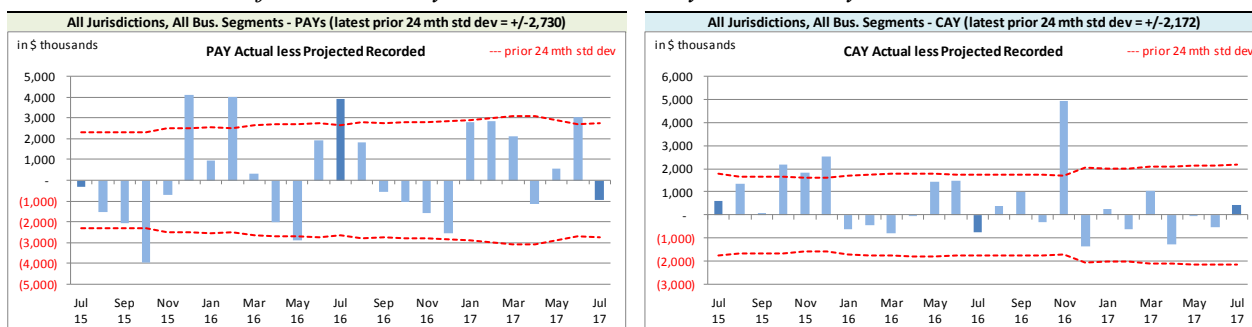 All Jurisdictions, All Bus. Segments - PAYs (latest prior 24 mth std dev = +/-2,730)
in $ thousands
PAY Actual less Projected Recorded
--- prior 24 mth std dev
5,000
4,000
3,000
2,000
1,000
-
(1,000)
(2,000)
(3,000)
(4,000)
(5,000)
Jul Sep Nov Jan Mar May Jul Sep Nov Jan Mar May Jul
15 15 15 16 16 16 16 16 16 17 17 17 17
All Jurisdictions, All Bus. Segments - CAY (latest prior 24 mth std dev = +/-2,172)
in $ thousands
CAY Actual less Projected Recorded
--- prior 24 mth std dev
6,000
5,000
4,000
3,000
2,000
1,000
-
(1,000)
(2,000)
(3,000)
Jul Sep Nov Jan Mar May Jul Sep Nov Jan Mar May Jul
15 15 15 16 16 16 16 16 16 17 17 17 17